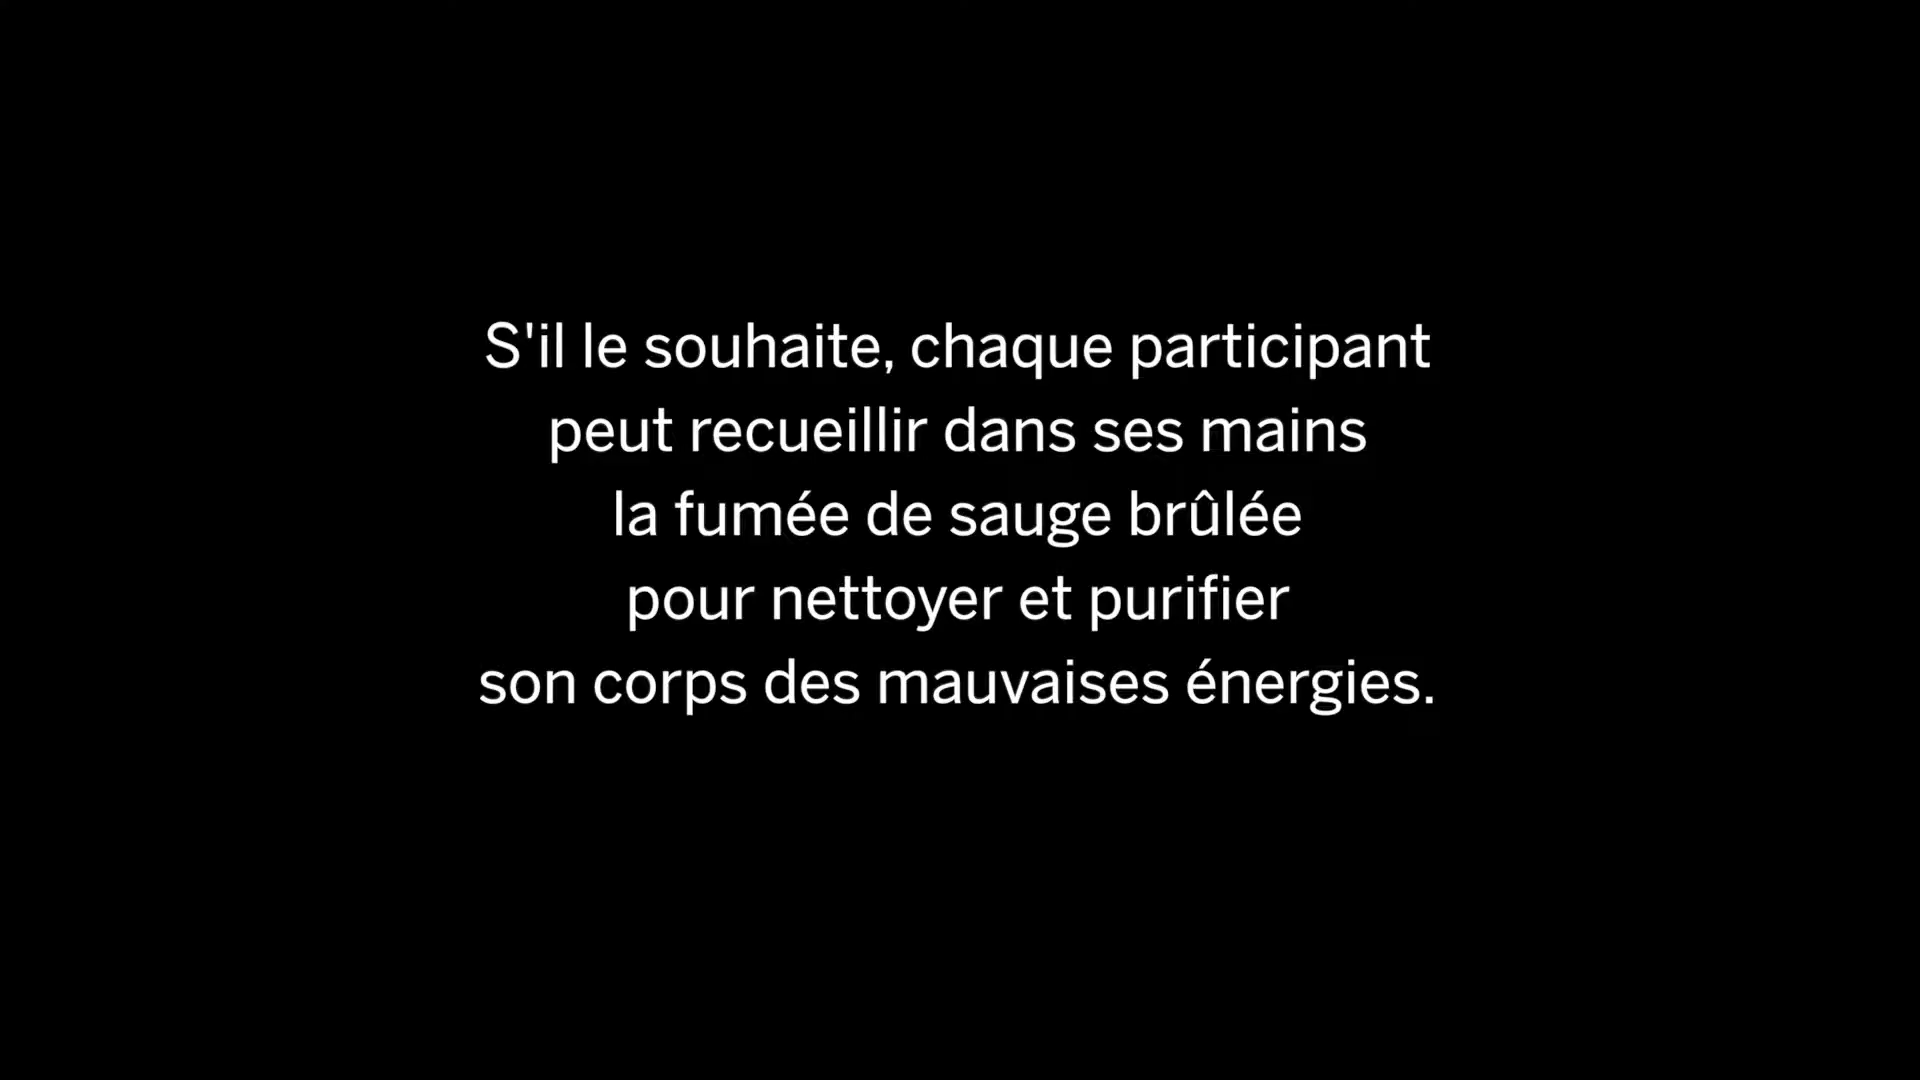 S'il le souhaite, chaque participant
peut recueillir dans ses mains
la fumée de sauge brûlée
pour nettoyer et purifier
son corps des mauvaises énergies.